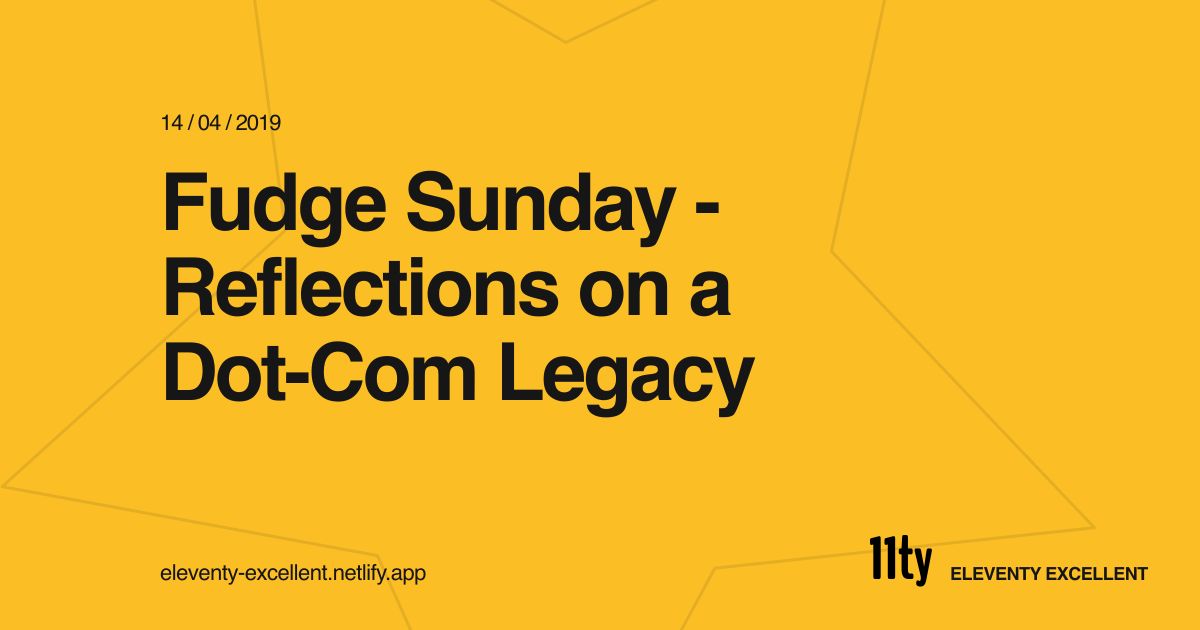 14 / 04 / 2019
Fudge Sunday -
Reflections on a
Dot-Com Legacy
eleventy-excellent.netlify.app
11ty ELEVENTY EXCELLENT